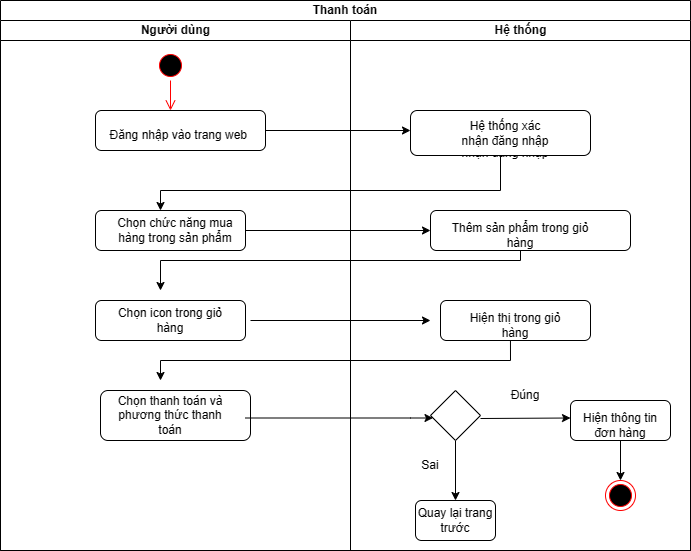 Thanh toán
Người dùng
Hệ thống
Đăng nhập vào trang web
Hệ thống xác
nhận đăng nhập
Chọn chức năng mua
hàng trong sản phẩm
Thêm sản phẩm trong giỏ
hàng
Chọn icon trong giỏ
hàng
Hiện thị trong giỏ
hàng
Chọn thanh toán và
phương thức thanh
toán
Đúng
Hiện thông tin
đơn hàng
Sai
Quay lại trang
trước